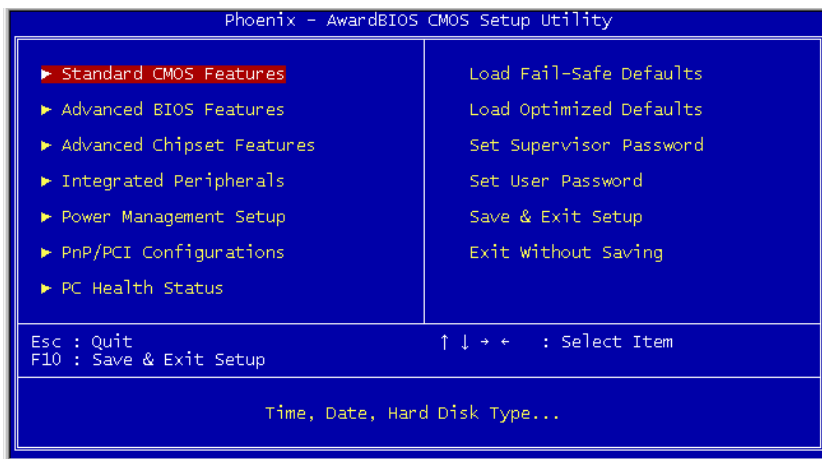 Phoenix - AwardBIOS CMOS Setup Utility
► Standard CMOS Features
► Advanced BIOS Features
► Advanced Chipset Features
► Integrated Peripherals
► Power Management Setup
► PnP/PCI Configurations
► PC Health Status
Load Fail-Safe Defaults
Load Optimized Defaults
Set Supervisor Password
Set User Password
Save & Exit Setup
Exit Without Saving
Esc : Quit
F10 : Save & Exit Setup
↑ ↓ → ← : Select Item
Time, Date, Hard Disk Type...